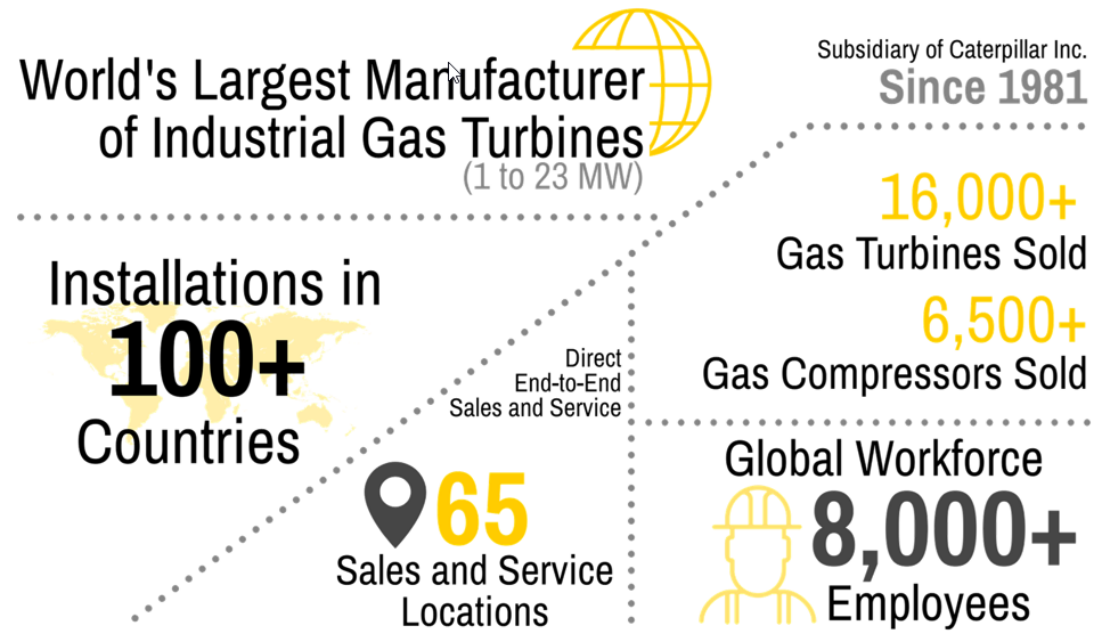 World's Largest Manufacturer
of Industrial Gas Turbines
(1 to 23 MW)
Subsidiary of Caterpillar Inc.
Since 1981
16,000+
Gas Turbines Sold
6,500+
Gas Compressors Sold
Installations in
100+
Countries
Direct
End-to-End
Sales and Service
65
Sales and Service
Locations
Global Workforce
8,000+
Employees